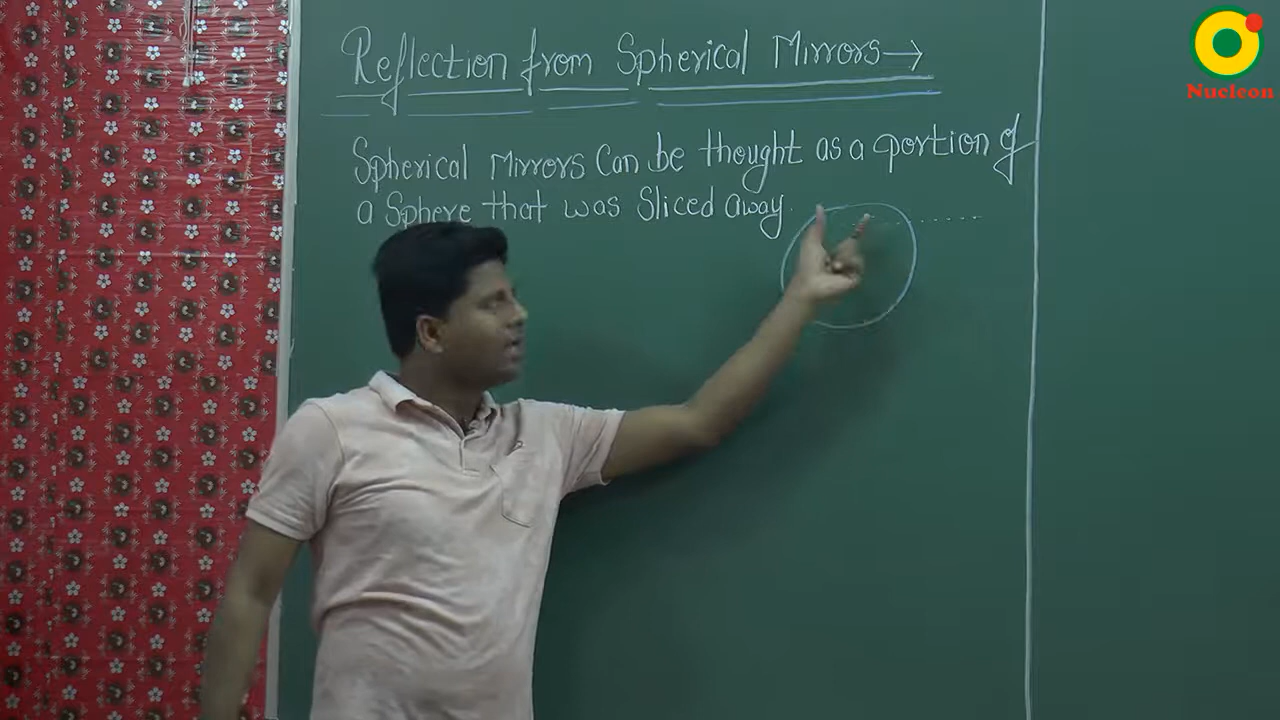 Reflection from Spherical Mirrors →
Spherical Mirrors Can be thought as a portion of
a Sphere that was Sliced away.
Nucleon